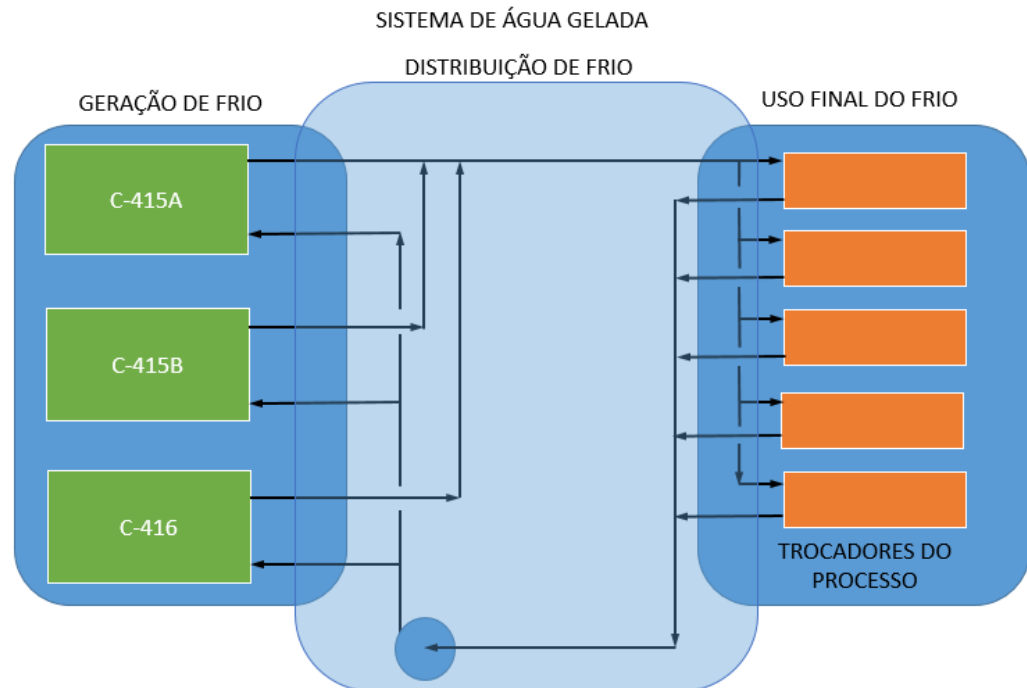 SISTEMA DE ÁGUA GELADA
DISTRIBUIÇÃO DE FRIO
GERAÇÃO DE FRIO
USO FINAL DO FRIO
C-415A
C-415B
C-416
TROCADORES DO
PROCESSO